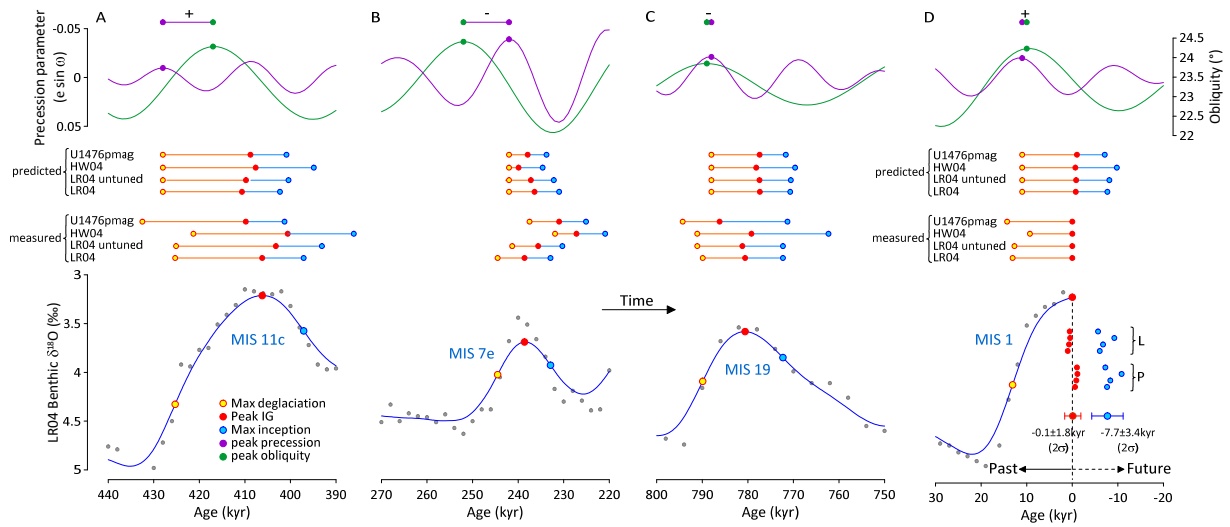 A
+
B
-
C
-
D
+
Precession parameter
(e sin ω)
-0.05
0
0.05
24.5
24
23.5
23
22.5
22
Obliquity (°)
predicted
U1476pmag
HW04
LR04 untuned
LR04
measured
U1476pmag
HW04
LR04 untuned
LR04
predicted
U1476pmag
HW04
LR04 untuned
LR04
measured
U1476pmag
HW04
LR04 untuned
LR04
LR04 Benthic δ¹⁸O (‰)
3
3.5
4
4.5
5
MIS 11c
MIS 7e
Time
MIS 19
MIS 1
L
P
Max deglaciation
Peak IG
Max inception
peak precession
peak obliquity
-0.1±1.8kyr
(2σ)
-7.7±3.4kyr
(2σ)
Past
Future
440 430 420 410 400 390
Age (kyr)
270 260 250 240 230 220
Age (kyr)
800 790 780 770 760 750
Age (kyr)
30 20 10 0 -10 -20
Age (kyr)